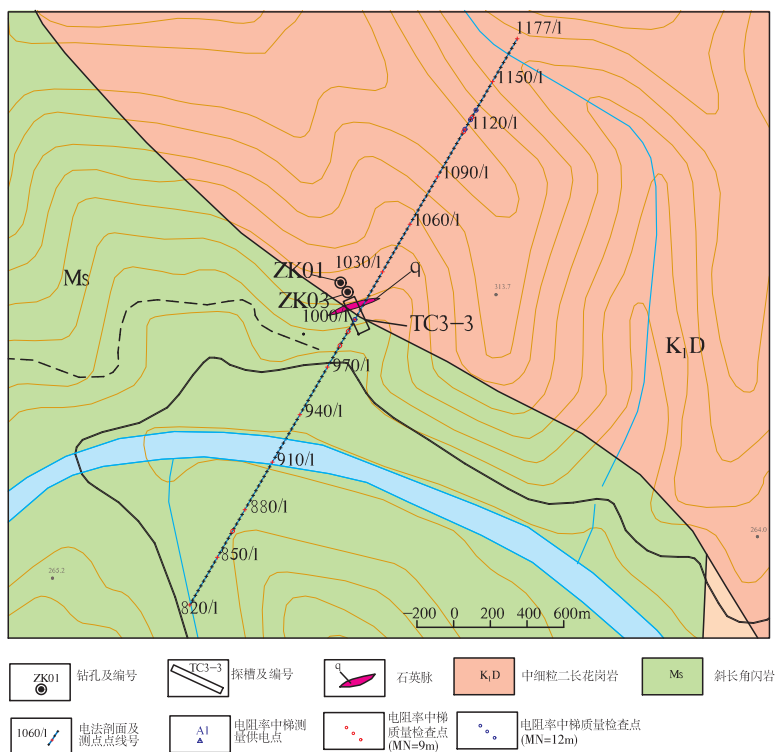 1177/l
1150/l
1120/l
1090/l
1060/l
1030/l
q
ZK01
Ms
ZK03
313.7
1000/l
TC3-3
K₁D
970/l
940/l
910/l
880/l
264.0
850/l
265.2
820/l
-200 0 200 400 600m
ZK01 钻孔及编号
TC3-3 探槽及编号
q 石英脉
K₁D 中细粒二长花岗岩
Ms 斜长角闪岩
1060/l 电法剖面及
测点点线号
A1 电阻率中梯测
量供电点
电阻率中梯
质量检查点
(MN=9m)
电阻率中梯质量检查点
(MN=12m)